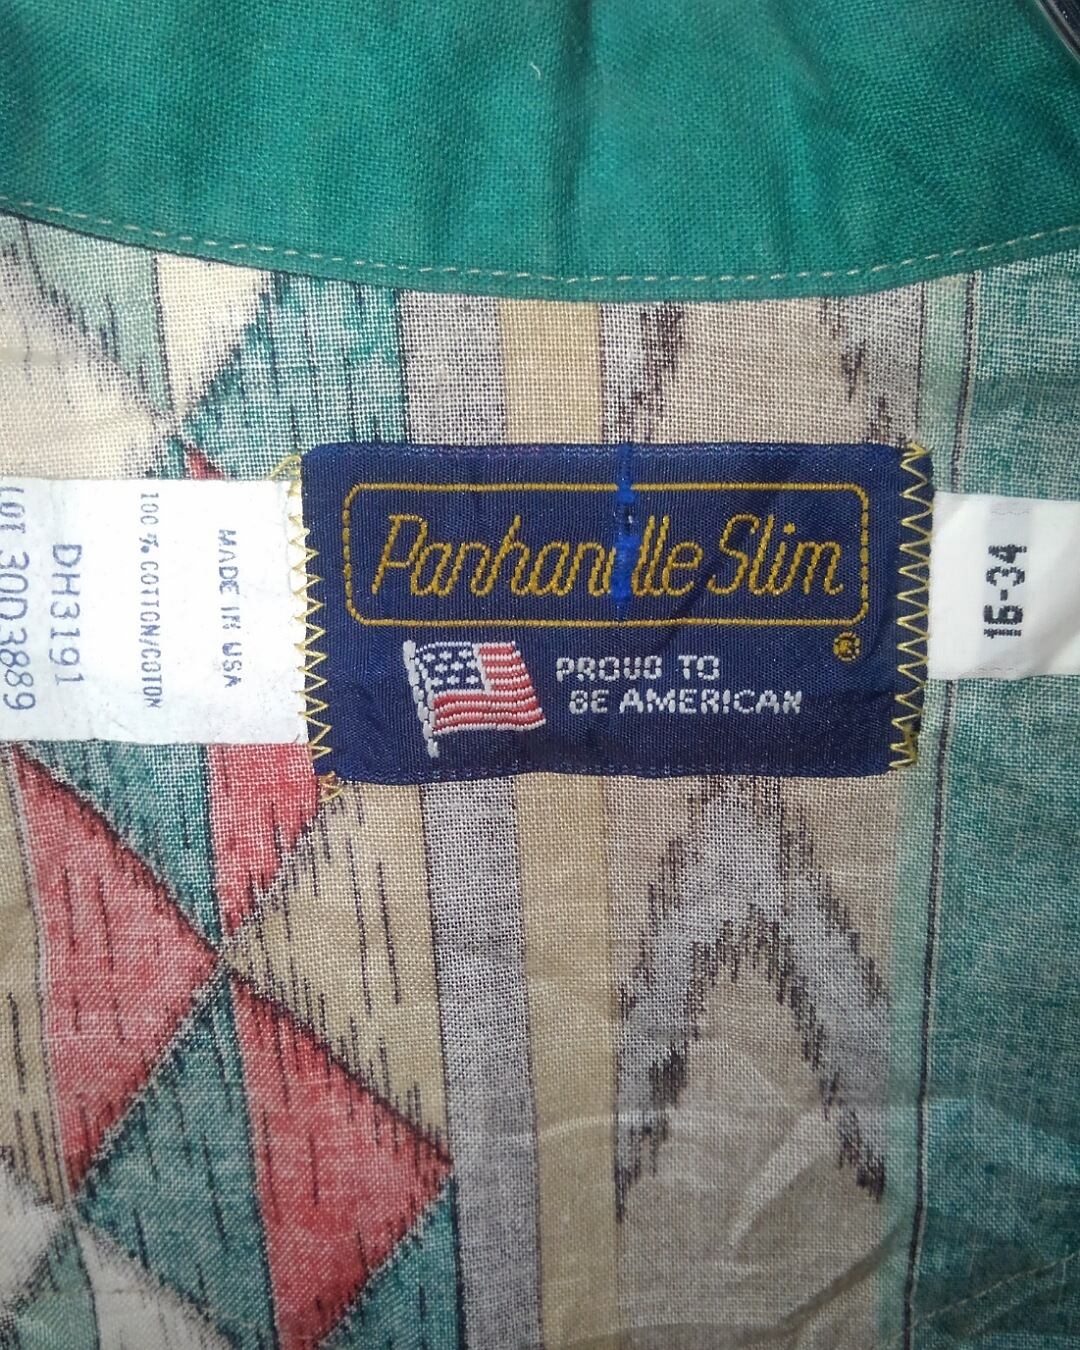 Panhandle Slim
®
PROUD TO
BE AMERICAN
16-34
MADE IN USA
100% COTTON/COTON
DH3191
LOT 30D3889